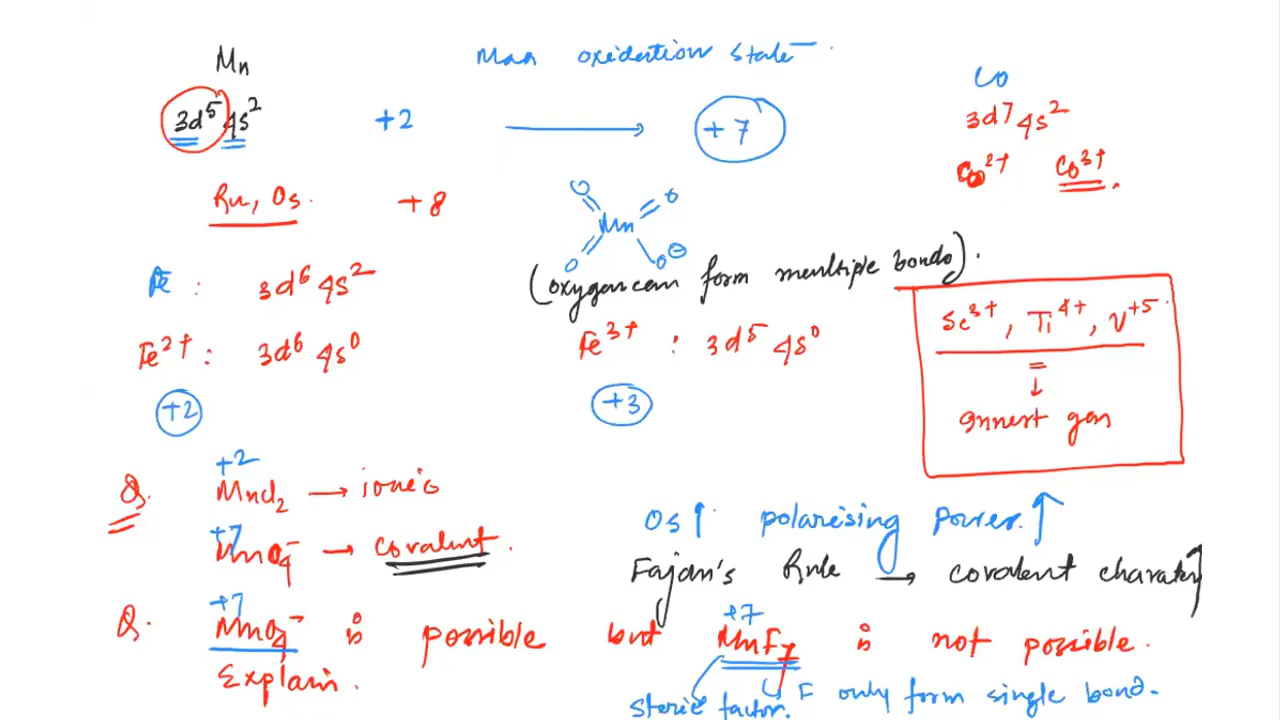 Mn
Max oxidation state
Co
3d⁵ 4s²
+2 → +7
3d⁷ 4s²
Co²⁺ Co³⁺.
Ru, Os. +8
O O
Mn
O O⊖
(oxygen can form multiple bonds).
Fe : 3d⁶ 4s²
Sc³⁺, Ti⁴⁺, V⁺⁵.
=
↓
Innert gas
Fe²⁺ : 3d⁶ 4s⁰
Fe³⁺ : 3d⁵ 4s⁰
+2
+3
+2
Q. MnCl₂ → ionic
+7
MnO₄⁻ → covalent.
OS↑ polarising Power.↑
Fajan's Rule → covalent charater↑
+7 +7
Q. MnO₄⁻ is possible but MnF₇ is not possible.
Explain.
Steric factor. F only form single bond.